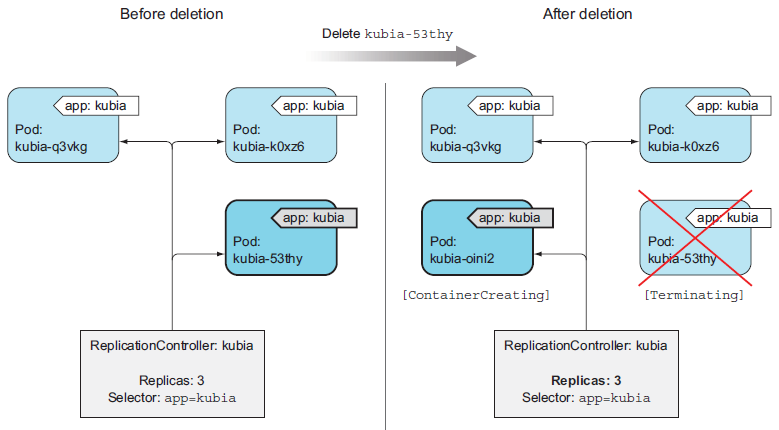 Before deletion
Delete kubia-53thy
After deletion
app: kubia
Pod:
kubia-q3vkg
app: kubia
Pod:
kubia-k0xz6
app: kubia
Pod:
kubia-53thy
ReplicationController: kubia
Replicas: 3
Selector: app=kubia
app: kubia
Pod:
kubia-q3vkg
app: kubia
Pod:
kubia-k0xz6
app: kubia
Pod:
kubia-oini2
[ContainerCreating]
app: kubia
Pod:
kubia-53thy
[Terminating]
ReplicationController: kubia
Replicas: 3
Selector: app=kubia